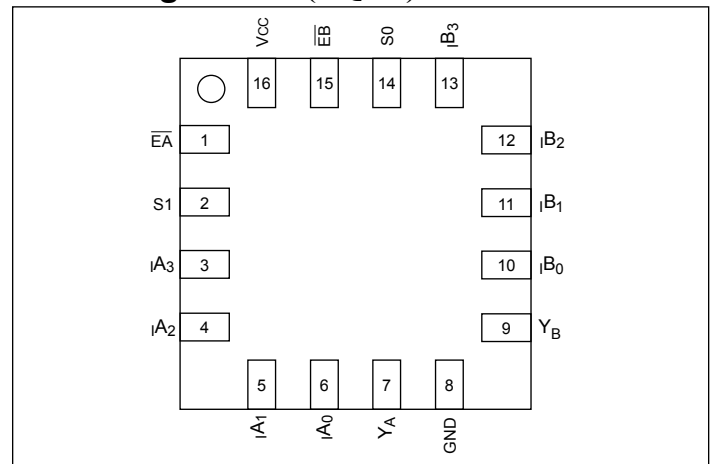 VCC
EB
S0
IB3
16
15
14
13
EA 1
12 IB2
S1 2
11 IB1
IA3 3
10 IB0
IA2 4
9 YB
5
6
7
8
IA1
IA0
YA
GND